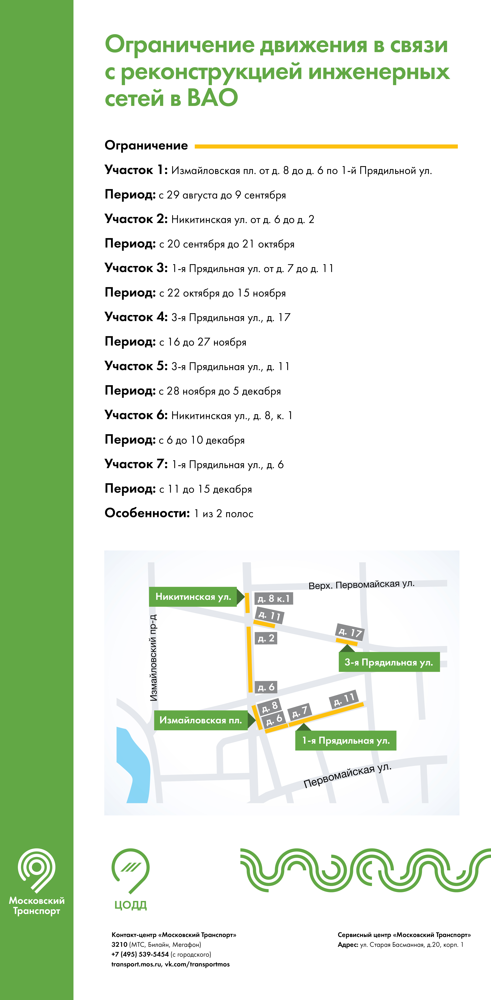 Ограничение движения в связи
с реконструкцией инженерных
сетей в ВАО
Ограничение
Участок 1: Измайловская пл. от д. 8 до д. 6 по 1-й Прядильной ул.
Период: с 29 августа до 9 сентября
Участок 2: Никитинская ул. от д. 6 до д. 2
Период: с 20 сентября до 21 октября
Участок 3: 1-я Прядильная ул. от д. 7 до д. 11
Период: с 22 октября до 15 ноября
Участок 4: 3-я Прядильная ул., д. 17
Период: с 16 до 27 ноября
Участок 5: 3-я Прядильная ул., д. 11
Период: с 28 ноября до 5 декабря
Участок 6: Никитинская ул., д. 8, к. 1
Период: с 6 до 10 декабря
Участок 7: 1-я Прядильная ул., д. 6
Период: с 11 до 15 декабря
Особенности: 1 из 2 полос
Верх. Первомайская ул.
Никитинская ул.
д. 8 к.1
д. 11
Измайловский пр-д
д. 17
д. 2
3-я Прядильная ул.
д. 6
д. 11
д. 8
д. 7
д. 6
Измайловская пл.
1-я Прядильная ул.
Первомайская ул.
Московский
Транспорт
ЦОДД
Контакт-центр «Московский Транспорт»
3210 (МТС, Билайн, Мегафон)
+7 (495) 539-5454 (с городского)
transport.mos.ru, vk.com/transportmos
Сервисный центр «Московский Транспорт»
Адрес: ул. Старая Басманная, д.20, корп. 1